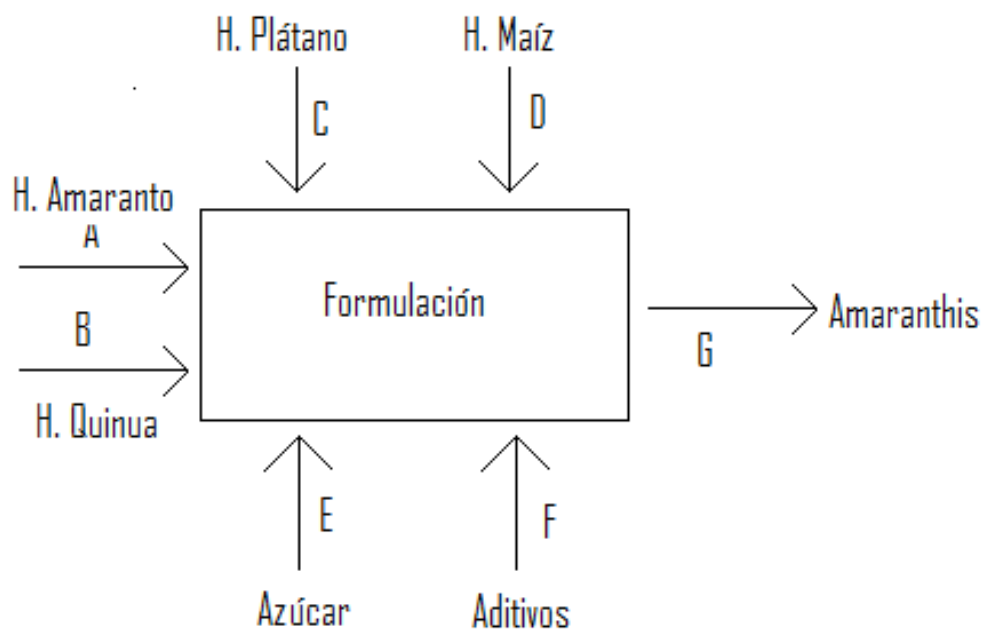 H. Plátano
H. Maíz
C
D
H. Amaranto
A
Formulación
B
G
Amaranthis
H. Quinua
E
F
Azúcar
Aditivos